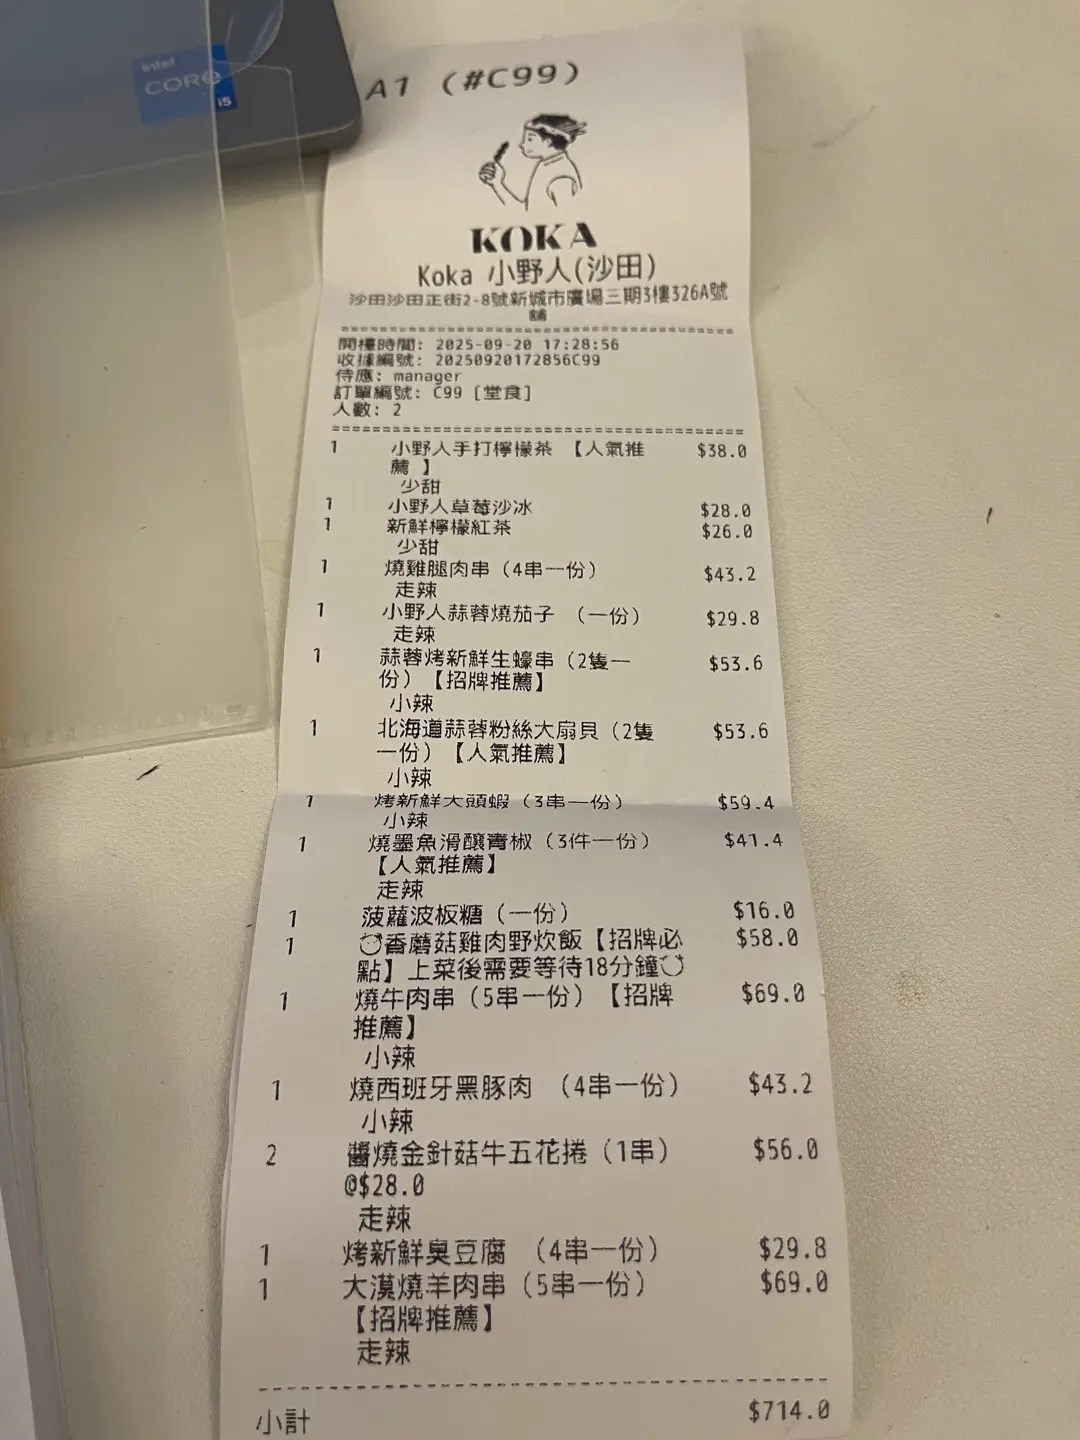 intel
CORE
i5
A1 (#C99)
KOKA
Koka 小野人(沙田)
沙田沙田正街2-8號新城市廣場三期3樓326A號
舖
開檯時間: 2025-09-20 17:28:56
收據編號: 20250920172856C99
侍應: manager
訂單編號: C99 [堂食]
人數: 2
1 小野人手打檸檬茶 【人氣推 $38.0
薦 】
少甜
1 小野人草莓沙冰 $28.0
1 新鮮檸檬紅茶 $26.0
少甜
1 燒雞腿肉串 (4串一份) $43.2
走辣
1 小野人蒜蓉燒茄子 (一份) $29.8
走辣
1 蒜蓉烤新鮮生蠔串 (2隻一 $53.6
份) 【招牌推薦】
小辣
1 北海道蒜蓉粉絲大扇貝 (2隻 $53.6
一份) 【人氣推薦】
小辣
1 烤新鮮大頭蝦 (3串一份) $59.4
小辣
1 燒墨魚滑釀青椒 (3件一份) $41.4
【人氣推薦】
走辣
1 菠蘿波板糖 (一份) $16.0
1 香蘑菇雞肉野炊飯【招牌必 $58.0
點】上菜後需要等待18分鐘
1 燒牛肉串 (5串一份) 【招牌 $69.0
推薦】
小辣
1 燒西班牙黑豚肉 (4串一份) $43.2
小辣
2 醬燒金針菇牛五花捲 (1串) $56.0
@$28.0
走辣
1 烤新鮮臭豆腐 (4串一份) $29.8
1 大漠燒羊肉串 (5串一份) $69.0
【招牌推薦】
走辣
小計 $714.0